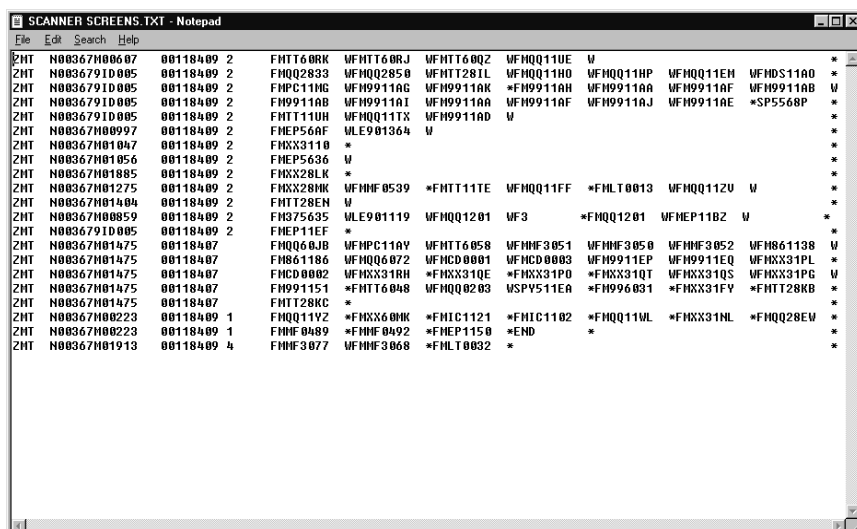 SCANNER SCREENS.TXT - Notepad
File Edit Search Help
ZMT N00367M00607 00118409 2 FMTT60RK WFMTT60RJ WFMTT60QZ WFMQQ11UE W *
ZMT N003679ID005 00118409 2 FMQQ2833 WFMQQ2850 WFMTT28IL WFMQQ11HO WFMQQ11HP WFMQQ11EM WFMDS11AO *
ZMT N003679ID005 00118409 2 FMPC11MG WFM9911AG WFM9911AK *FM9911AH WFM9911AA WFM9911AF WFM9911AB W
ZMT N003679ID005 00118409 2 FM9911AB WFM9911AI WFM9911AA WFM9911AF WFM9911AJ WFM9911AE *SP5568P *
ZMT N003679ID005 00118409 2 FMTT11UH WFMQQ11TX WFM9911AD W *
ZMT N00367M00997 00118409 2 FMEP56AF WLE901364 W *
ZMT N00367M01047 00118409 2 FMXX3110 * *
ZMT N00367M01056 00118409 2 FMEP5636 W *
ZMT N00367M01885 00118409 2 FMXX28LK * *
ZMT N00367M01275 00118409 2 FMXX28MK WFMMF0539 *FMTT11TE WFMQQ11FF *FMLT0013 WFMQQ11ZV W *
ZMT N00367M01404 00118409 2 FMTT28EN W *
ZMT N00367M00859 00118409 2 FM375635 WLE901119 WFMQQ1201 WF3 *FMQQ1201 WFMEP11BZ W *
ZMT N003679ID005 00118409 2 FMEP11EF * *
ZMT N00367M01475 00118407 FMQQ60JB WFMPC11AY WFMTT6058 WFMMF3051 WFMMF3050 WFMMF3052 WFM861138 W
ZMT N00367M01475 00118407 FM861186 WFMQQ6072 WFMCD0001 WFMCD0003 WFM9911EP WFM9911EQ WFMXX31PL *
ZMT N00367M01475 00118407 FMCD0002 WFMXX31RH *FMXX31QE *FMXX31PO *FMXX31QT WFMXX31QS WFMXX31PG W
ZMT N00367M01475 00118407 FM991151 *FMTT6048 WFMQQ0203 WSPY511EA *FM996031 *FMXX31FY *FMTT28KB *
ZMT N00367M01475 00118407 FMTT28KC * *
ZMT N00367M00223 00118409 1 FMQQ11YZ *FMXX60MK *FMIC1121 *FMIC1102 *FMQQ11WL *FMXX31NL *FMQQ28EW *
ZMT N00367M00223 00118409 1 FMMF0489 *FMMF0492 *FMEP1150 *END * *
ZMT N00367M01913 00118409 4 FMMF3077 WFMMF3068 *FMLT0032 * *